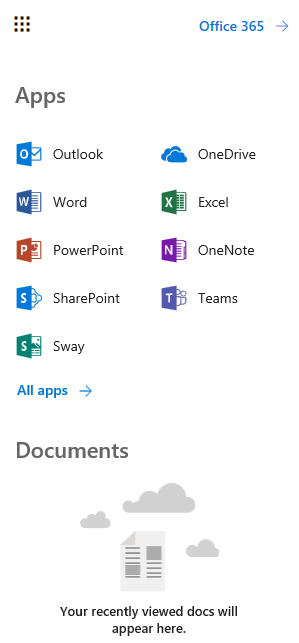 Office 365
Apps
Outlook OneDrive
Word Excel
PowerPoint OneNote
SharePoint Teams
Sway
All apps
Documents
Your recently viewed docs will
appear here.